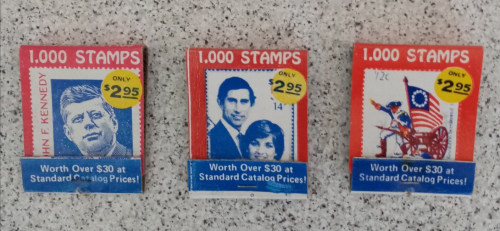 1.000 STAMPS
JOHN F. KENNEDY
ONLY
$2.95
Worth Over $30 at
Standard Catalog Prices!
1.000 STAMPS
ONLY
$2.95
14
Worth Over $30 at
Standard Catalog Prices!
1.000 STAMPS
ONLY
$2.95
Worth Over $30 at
Standard Catalog Prices!